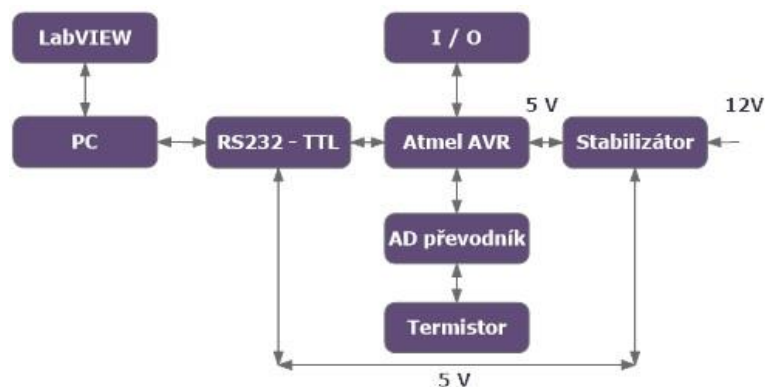 LabVIEW
I / O
5 V
12V
PC
RS232 - TTL
Atmel AVR
Stabilizátor
AD převodník
Termistor
5 V